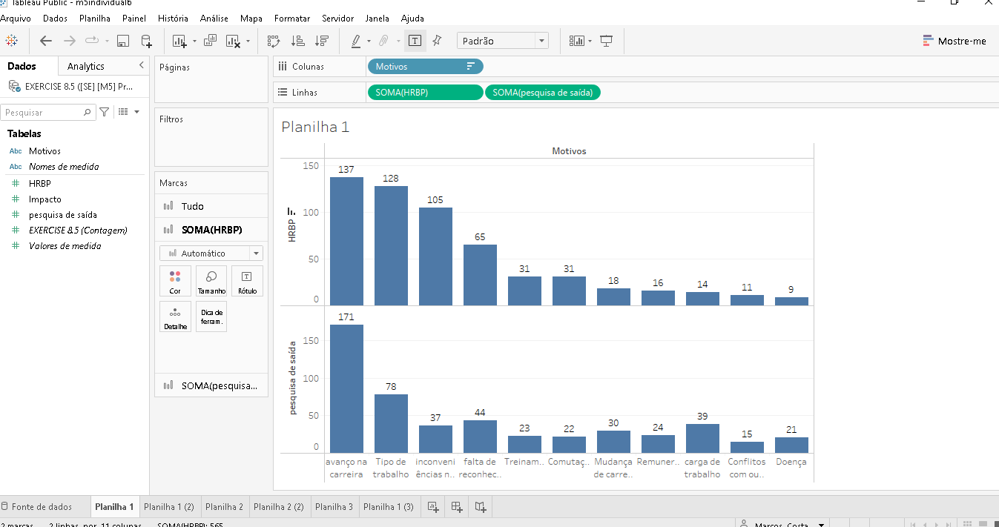 Tableau Public - m5individual6
Arquivo Dados Planilha Painel História Análise Mapa Formatar Servidor Janela Ajuda
Padrão
Mostre-me
Dados Analytics
EXERCISE 8.5 ([SE] [M5] Pr...
Pesquisar
Tabelas
Abc Motivos
Abc Nomes de medida
HRBP
Impacto
pesquisa de saída
EXERCISE 8.5 (Contagem)
Valores de medida
Páginas
Filtros
Marcas
Tudo
SOMA(HRBP)
Automático
Cor Tamanho Rótulo
Detalhe Dica de
ferram.
SOMA(pesquisa...
Colunas Motivos
Linhas SOMA(HRBP) SOMA(pesquisa de saída)
Planilha 1
Motivos
HRBP
150
100
50
0
137 128 105 65 31 31 18 16 14 11 9
pesquisa de saída
150
100
50
0
171 78 37 44 23 22 30 24 39 15 21
avanço na
carreira
Tipo de
trabalho
inconveni
ências n..
falta de
reconhec..
Treinam..
Comutaç..
Mudança
de carre..
Remuner..
carga de
trabalho
Conflitos
com ou..
Doença
Fonte de dados Planilha 1 Planilha 1 (2) Planilha 2 Planilha 2 (2) Planilha 3 Planilha 1 (3)
2 marcas 2 linhas por 11 colunas SOMA(HRBP): 565 Marcos Costa